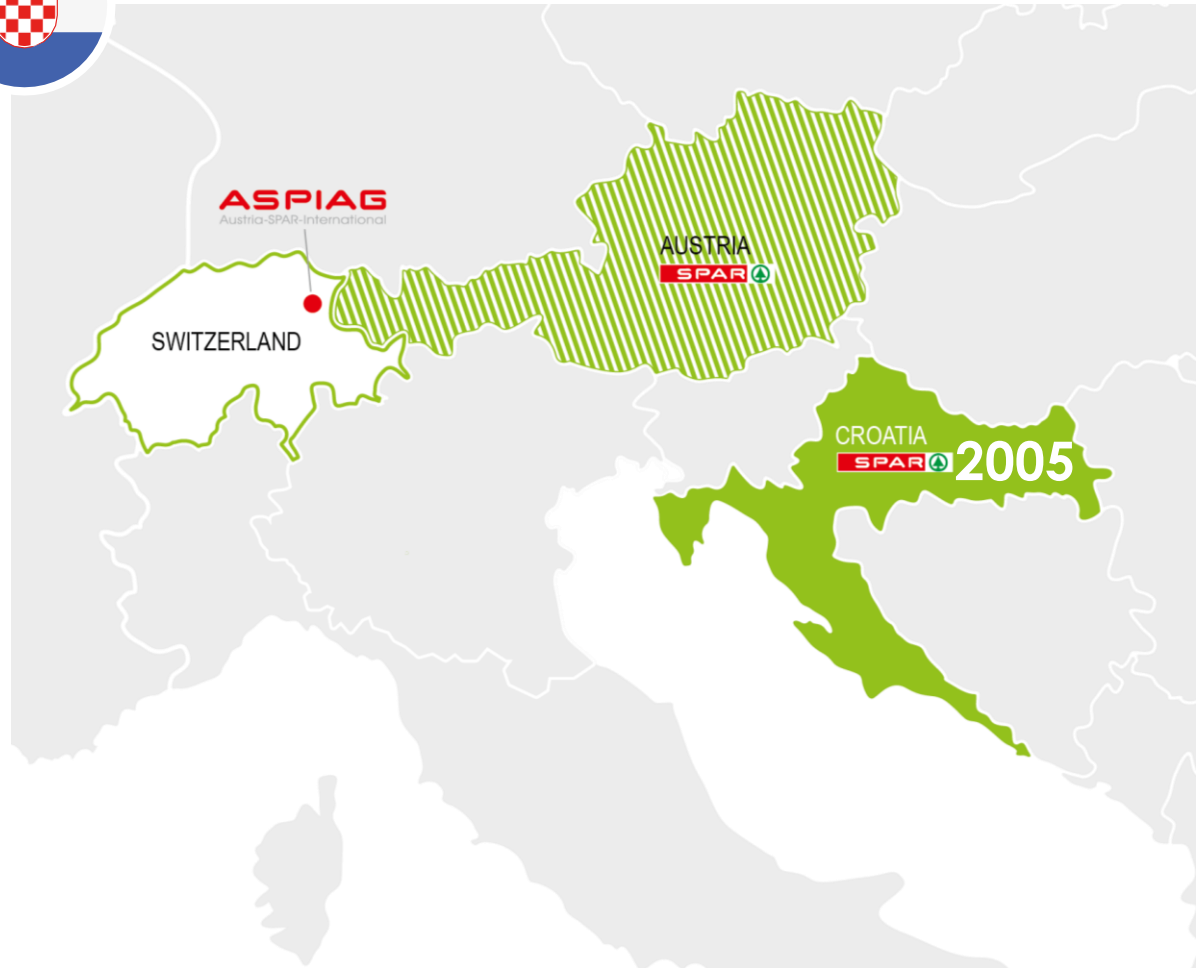 ASPIAG
Austria-SPAR-International
AUSTRIA
SPAR
SWITZERLAND
CROATIA
SPAR
2005